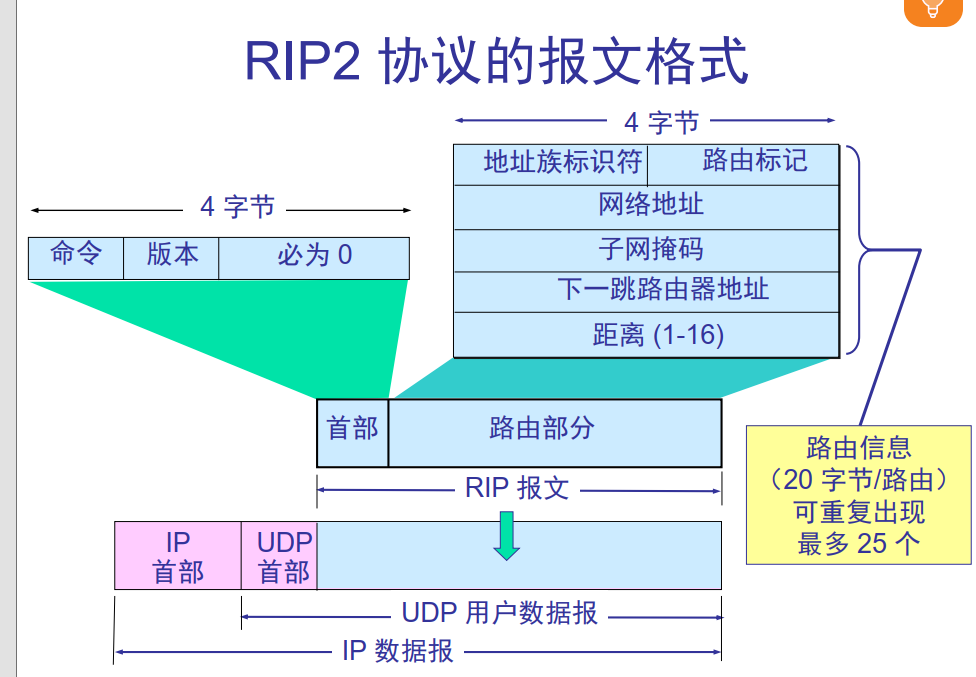 RIP2 协议的报文格式
4 字节
地址族标识符 路由标记
网络地址
子网掩码
下一跳路由器地址
距离 (1-16)
4 字节
命令 版本 必为 0
首部 路由部分
RIP 报文
路由信息
（20 字节/路由）
可重复出现
最多 25 个
IP
首部
UDP
首部
UDP 用户数据报
IP 数据报